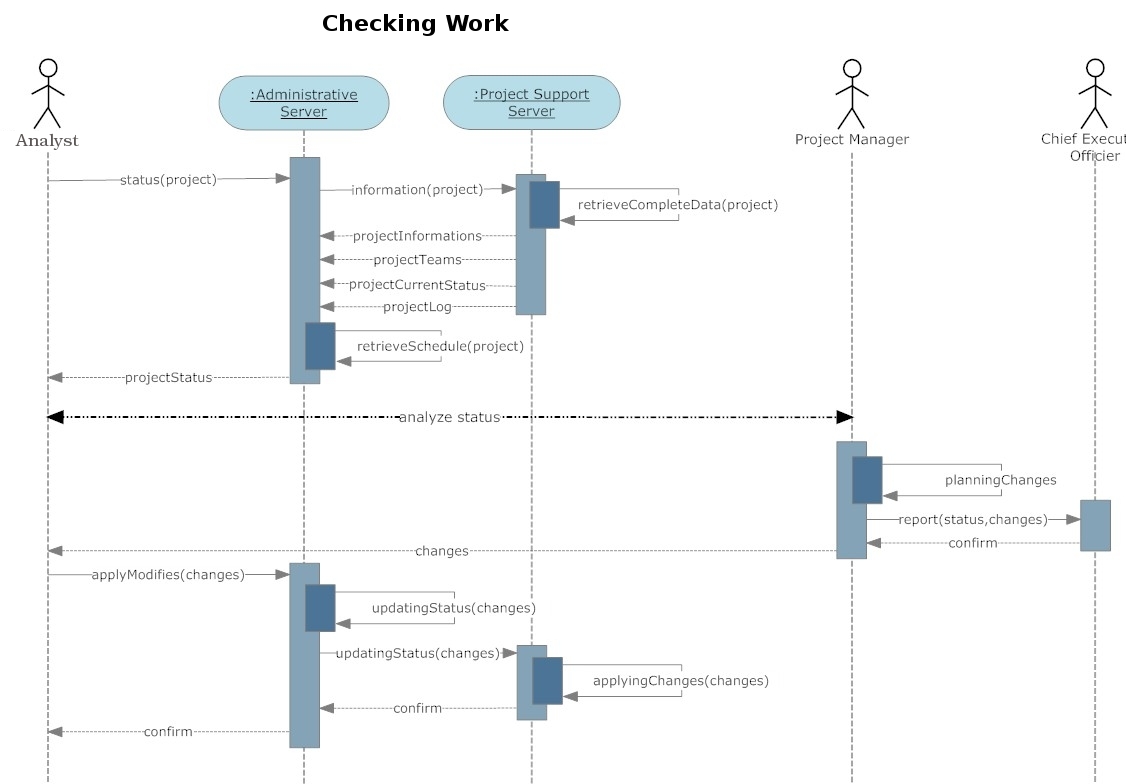 Checking Work
Analyst
:Administrative
Server
:Project Support
Server
Project Manager
Chief Execut
Officier
status(project)
information(project)
retrieveCompleteData(project)
projectInformations
projectTeams
projectCurrentStatus
projectLog
retrieveSchedule(project)
projectStatus
analyze status
planningChanges
report(status,changes)
confirm
changes
applyModifies(changes)
updatingStatus(changes)
updatingStatus(changes)
applyingChanges(changes)
confirm
confirm